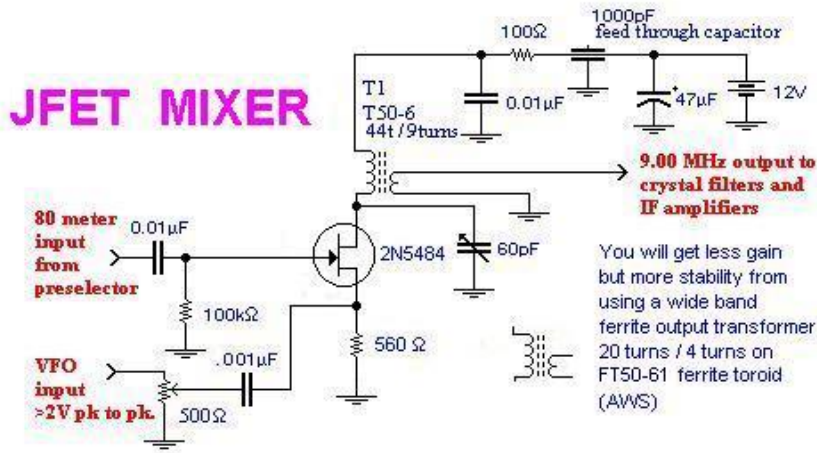 1000pF
feed through capacitor
100Ω
JFET MIXER
T1
T50-6
44t / 9turns
0.01µF
+
47µF
12V
9.00 MHz output to
crystal filters and
IF amplifiers
80 meter
input
from
preselector
0.01µF
2N5484
60pF
100kΩ
You will get less gain
but more stability from
using a wide band
ferrite output transformer
20 turns / 4 turns on
FT50-61 ferrite toroid
(AWS)
VFO
input
>2V pk to pk.
.001µF
500Ω
560 Ω